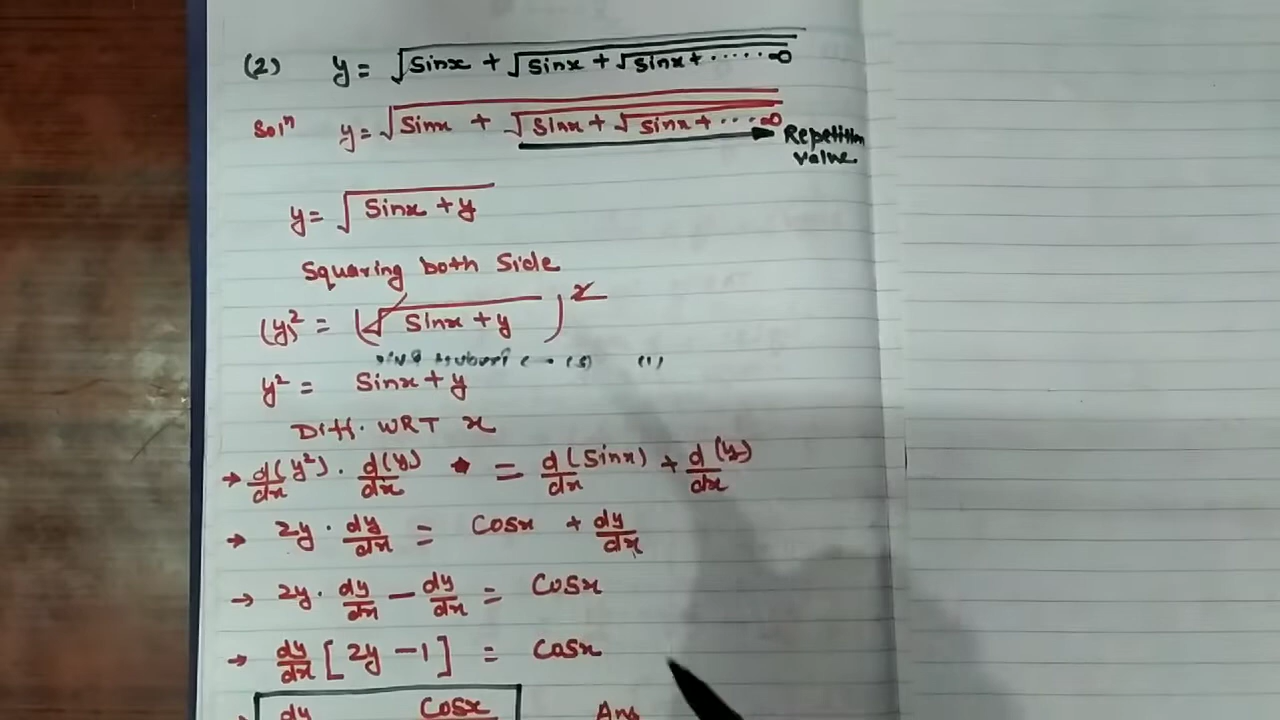 (2) y = √sinx + √sinx + √sinx + ..... ∞
Solⁿ y = √sinx + √sinx + √sinx + .... ∞ Repetition
value
y = √sinx + y
Squaring both side
(y)² = (√sinx + y)²
y² = sinx + y
Diff. WRT x
→ d/dx (y²) · d(y)/dx = d/dx (sinx) + d/dx (y)
→ 2y · dy/dx = cosx + dy/dx
→ 2y · dy/dx − dy/dx = cosx
→ dy/dx [2y − 1] = cosx
dy cosx Ans